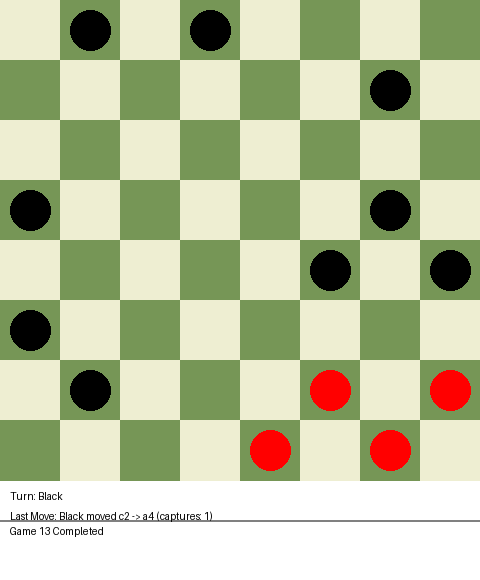 Turn: Black
Last Move: Black moved c2 -> a4 (captures: 1)
Game 13 Completed